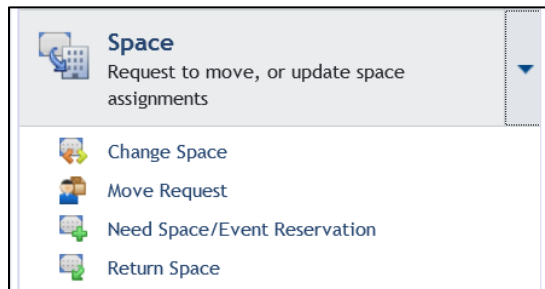 Space
Request to move, or update space
assignments
Change Space
Move Request
Need Space/Event Reservation
Return Space